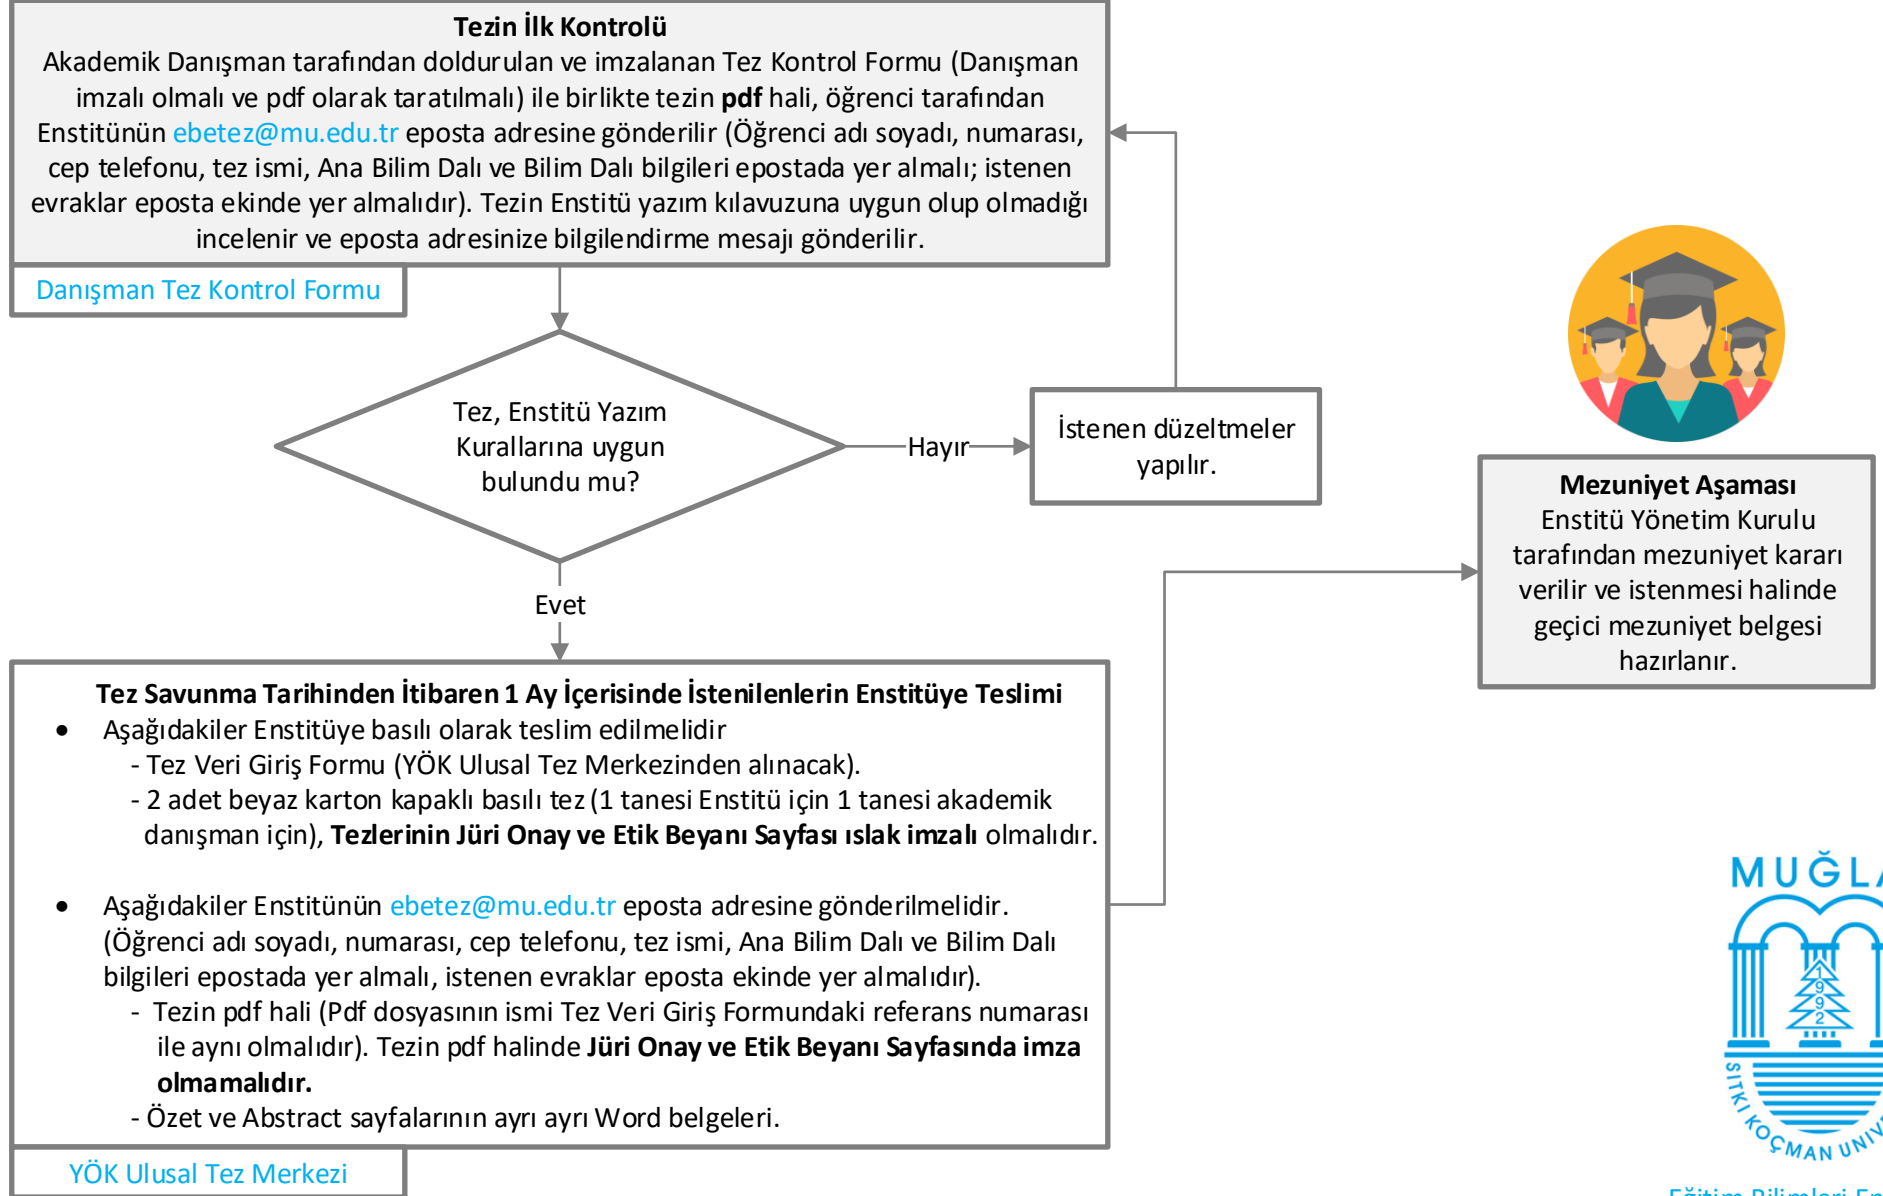 Tezin İlk Kontrolü
Akademik Danışman tarafından doldurulan ve imzalanan Tez Kontrol Formu (Danışman
imzalı olmalı ve pdf olarak taratılmalı) ile birlikte tezin pdf hali, öğrenci tarafından
Enstitünün ebetez@mu.edu.tr eposta adresine gönderilir (Öğrenci adı soyadı, numarası,
cep telefonu, tez ismi, Ana Bilim Dalı ve Bilim Dalı bilgileri epostada yer almalı; istenen
evraklar eposta ekinde yer almalıdır). Tezin Enstitü yazım kılavuzuna uygun olup olmadığı
incelenir ve eposta adresinize bilgilendirme mesajı gönderilir.
Danışman Tez Kontrol Formu
Tez, Enstitü Yazım
Kurallarına uygun
bulundu mu?
Hayır
İstenen düzeltmeler
yapılır.
Evet
Mezuniyet Aşaması
Enstitü Yönetim Kurulu
tarafından mezuniyet kararı
verilir ve istenmesi halinde
geçici mezuniyet belgesi
hazırlanır.
Tez Savunma Tarihinden İtibaren 1 Ay İçerisinde İstenilenlerin Enstitüye Teslimi
• Aşağıdakiler Enstitüye basılı olarak teslim edilmelidir
- Tez Veri Giriş Formu (YÖK Ulusal Tez Merkezinden alınacak).
- 2 adet beyaz karton kapaklı basılı tez (1 tanesi Enstitü için 1 tanesi akademik
danışman için), Tezlerinin Jüri Onay ve Etik Beyanı Sayfası ıslak imzalı olmalıdır.
• Aşağıdakiler Enstitünün ebetez@mu.edu.tr eposta adresine gönderilmelidir.
(Öğrenci adı soyadı, numarası, cep telefonu, tez ismi, Ana Bilim Dalı ve Bilim Dalı
bilgileri epostada yer almalı, istenen evraklar eposta ekinde yer almalıdır).
- Tezin pdf hali (Pdf dosyasının ismi Tez Veri Giriş Formundaki referans numarası
ile aynı olmalıdır). Tezin pdf halinde Jüri Onay ve Etik Beyanı Sayfasında imza
olmamalıdır.
- Özet ve Abstract sayfalarının ayrı ayrı Word belgeleri.
YÖK Ulusal Tez Merkezi
MUĞLA
1992
SITKI KOÇMAN
Eğitim Bilimleri